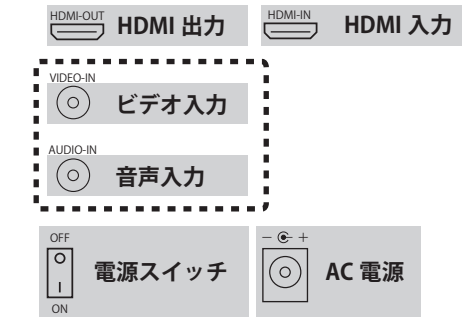 HDMI-OUT
HDMI 出力
HDMI-IN
HDMI 入力
VIDEO-IN
ビデオ入力
AUDIO-IN
音声入力
OFF
電源スイッチ
ON
− +
AC 電源